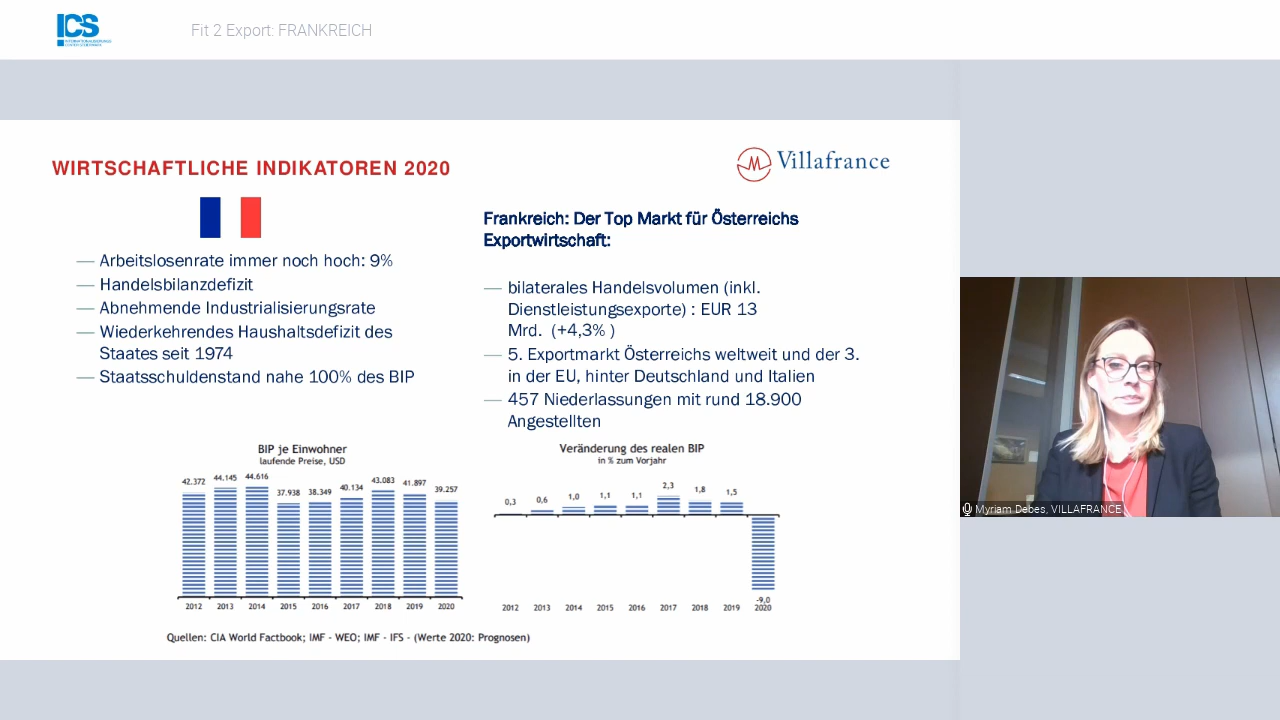 ICS
INTERNATIONALISIERUNGS
CENTER STEIERMARK
Fit 2 Export: FRANKREICH
WIRTSCHAFTLICHE INDIKATOREN 2020
Villafrance
— Arbeitslosenrate immer noch hoch: 9%
— Handelsbilanzdefizit
— Abnehmende Industrialisierungsrate
— Wiederkehrendes Haushaltsdefizit des
Staates seit 1974
— Staatsschuldenstand nahe 100% des BIP
Frankreich: Der Top Markt für Österreichs
Exportwirtschaft:
— bilaterales Handelsvolumen (inkl.
Dienstleistungsexporte) : EUR 13
Mrd. (+4,3% )
— 5. Exportmarkt Österreichs weltweit und der 3.
in der EU, hinter Deutschland und Italien
— 457 Niederlassungen mit rund 18.900
Angestellten
BIP je Einwohner
laufende Preise, USD
42.372 44.145 44.616 37.938 38.349 40.134 43.083 41.897 39.257
2012 2013 2014 2015 2016 2017 2018 2019 2020
Veränderung des realen BIP
in % zum Vorjahr
0,3 0,6 1,0 1,1 1,1 2,3 1,8 1,5
-9,0
2012 2013 2014 2015 2016 2017 2018 2019 2020
Quellen: CIA World Factbook; IMF - WEO; IMF - IFS - (Werte 2020: Prognosen)
Myriam Debes, VILLAFRANCE